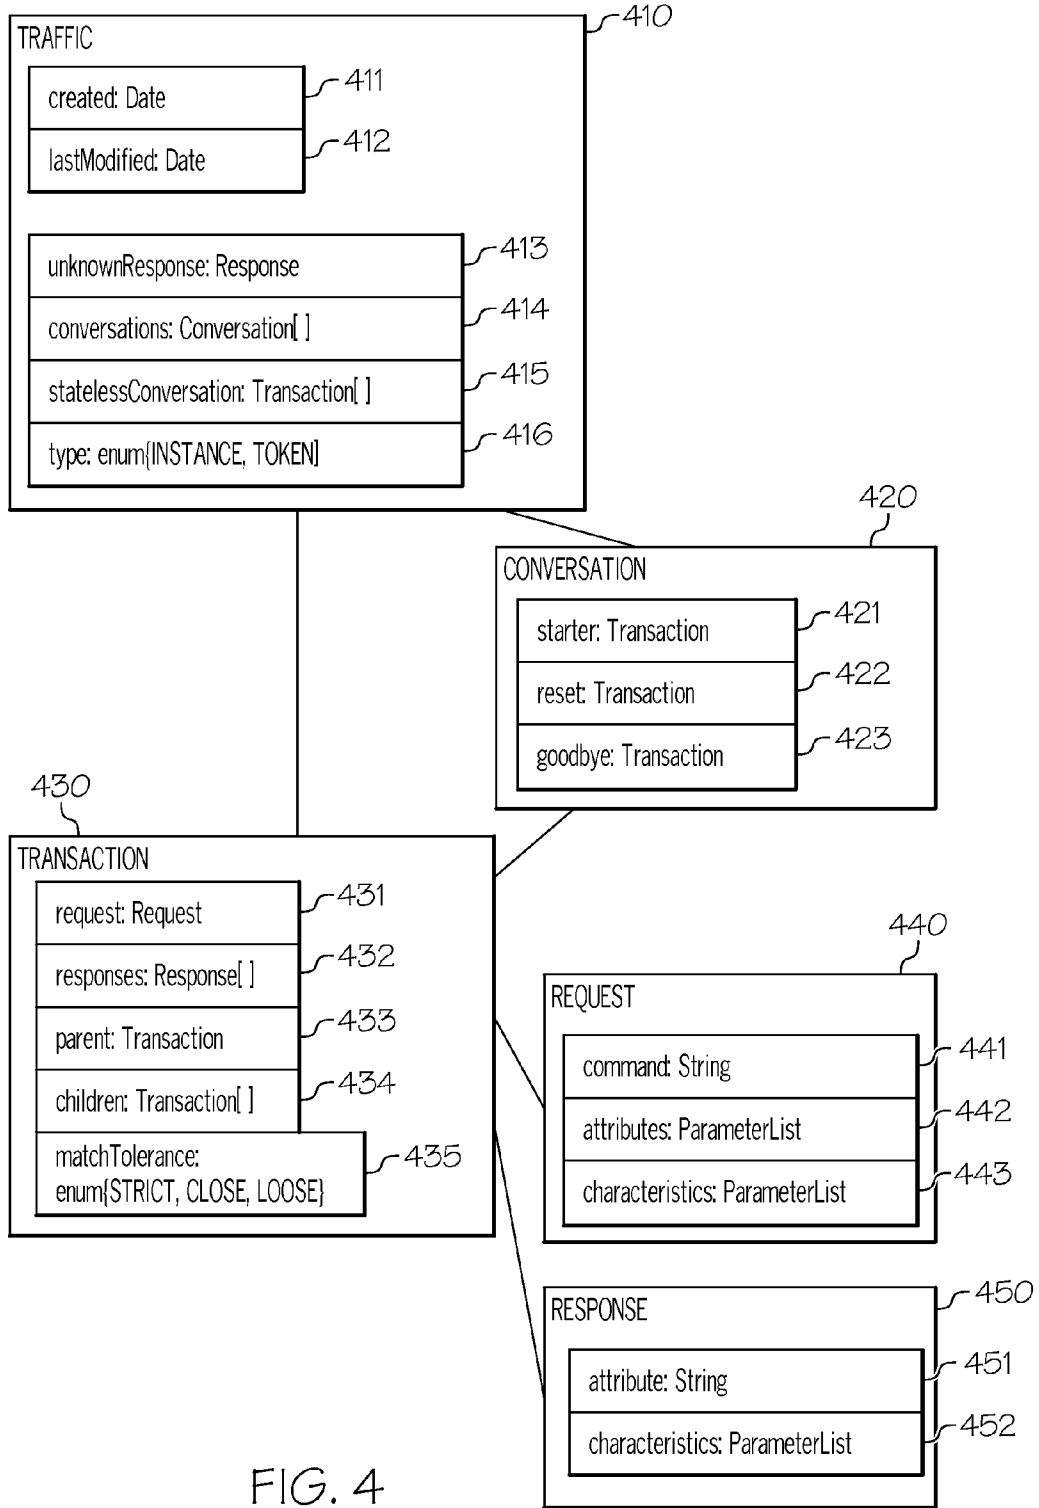 410
TRAFFIC
created: Date
411
lastModified: Date
412
unknownResponse: Response
413
conversations: Conversation[ ]
414
statelessConversation: Transaction[ ]
415
type: enum{INSTANCE, TOKEN]
416
420
CONVERSATION
starter: Transaction
421
reset: Transaction
422
goodbye: Transaction
423
430
TRANSACTION
request: Request
431
responses: Response[ ]
432
parent: Transaction
433
children: Transaction[ ]
434
matchTolerance:
enum{STRICT, CLOSE, LOOSE}
435
440
REQUEST
command: String
441
attributes: ParameterList
442
characteristics: ParameterList
443
450
RESPONSE
attribute: String
451
characteristics: ParameterList
452
FIG. 4